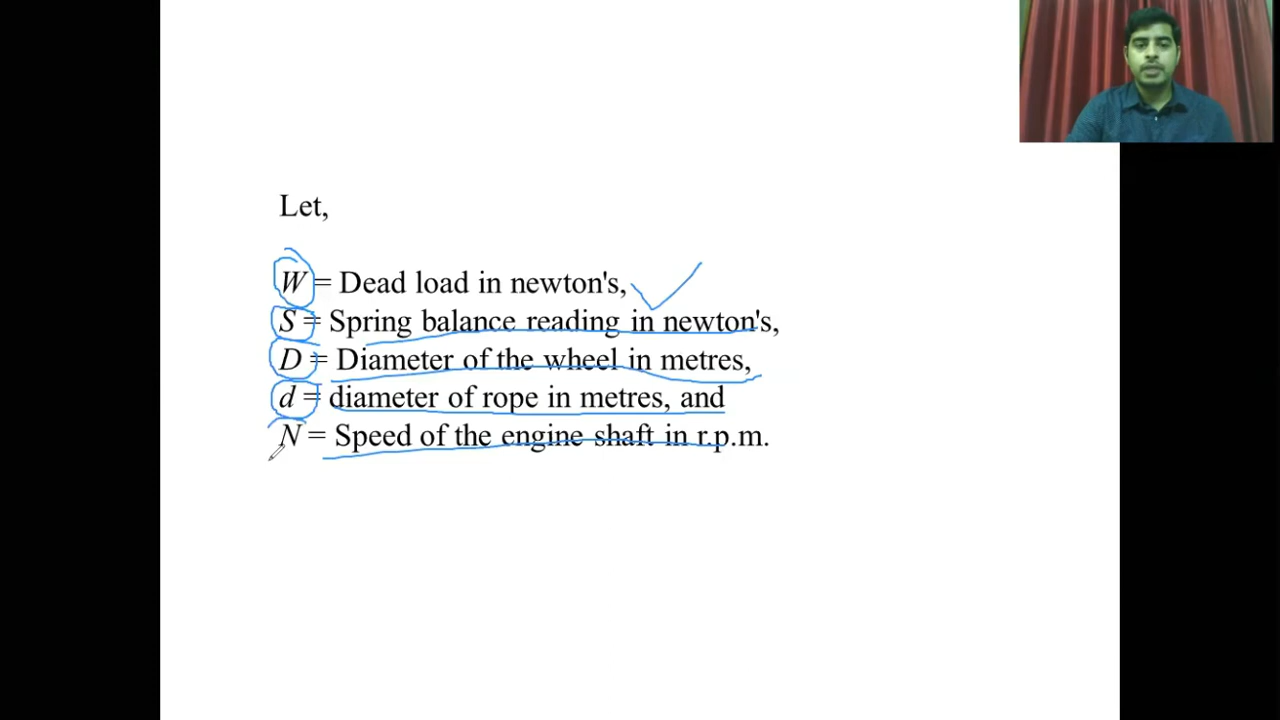 Let,
W = Dead load in newton's,
S = Spring balance reading in newton's,
D = Diameter of the wheel in metres,
d = diameter of rope in metres, and
N = Speed of the engine shaft in r.p.m.